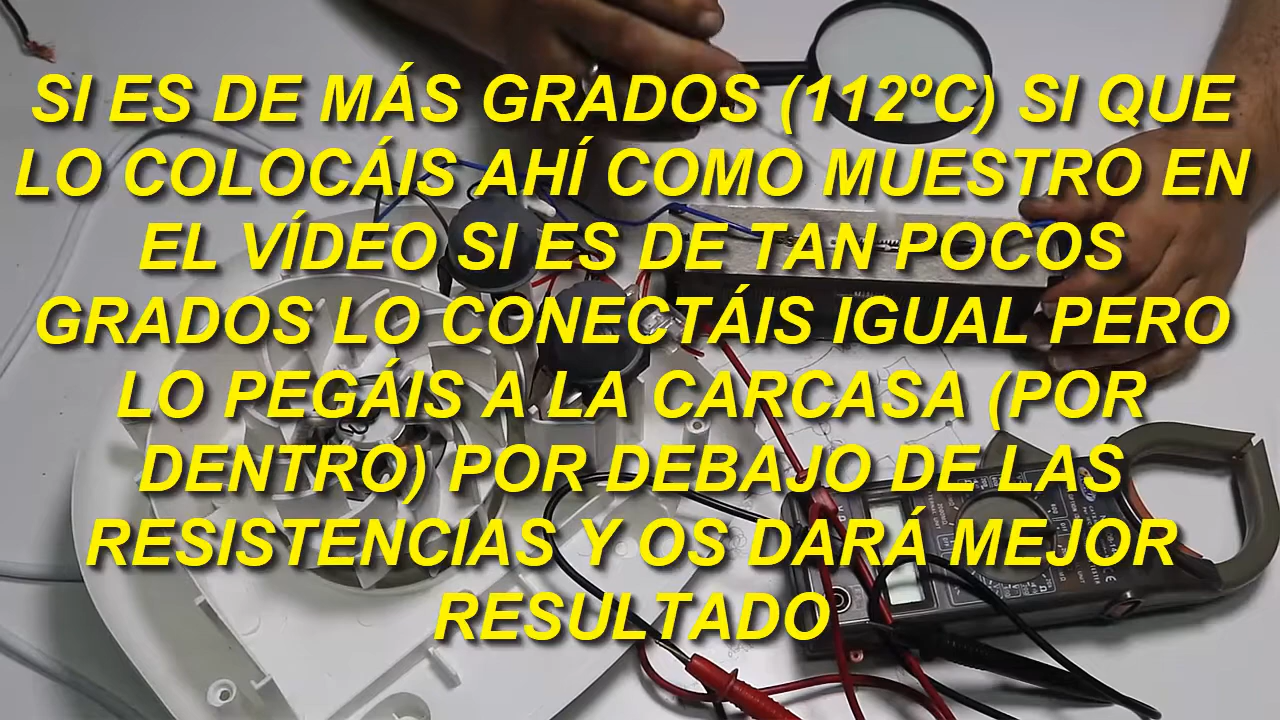 SI ES DE MÁS GRADOS (112ºC) SI QUE
LO COLOCÁIS AHÍ COMO MUESTRO EN
EL VÍDEO SI ES DE TAN POCOS
GRADOS LO CONECTÁIS IGUAL PERO
LO PEGÁIS A LA CARCASA (POR
DENTRO) POR DEBAJO DE LAS
RESISTENCIAS Y OS DARÁ MEJOR
RESULTADO